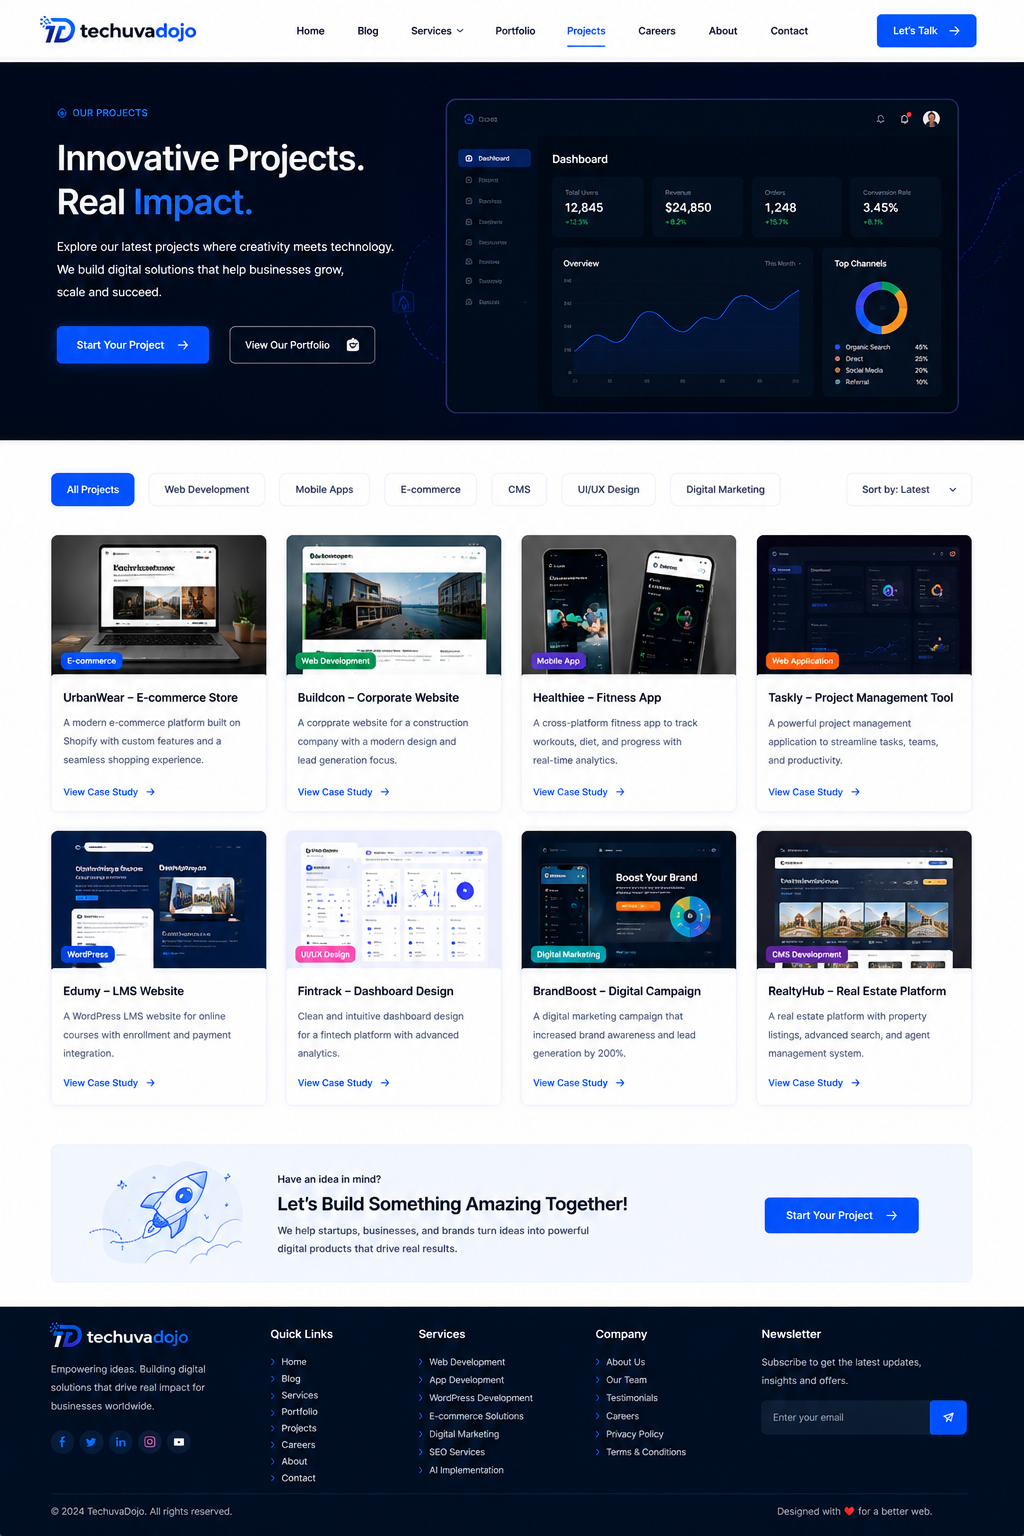 techuvadojo
Home
Blog
Services
Portfolio
Projects
Careers
About
Contact
Let's Talk
OUR PROJECTS
Innovative Projects.
Real Impact.
Explore our latest projects where creativity meets technology.
We build digital solutions that help businesses grow,
scale and succeed.
Start Your Project
View Our Portfolio
Dashboard
Dashboard
Total Users
12,845
+12.5%
Revenue
$24,850
+8.2%
Orders
1,248
+15.7%
Conversion Rate
3.45%
+6.1%
Overview
This Month
Top Channels
Organic Search 45%
Direct 25%
Social Media 20%
Referral 10%
All Projects
Web Development
Mobile Apps
E-commerce
CMS
UI/UX Design
Digital Marketing
Sort by: Latest
E-commerce
UrbanWear – E-commerce Store
A modern e-commerce platform built on
Shopify with custom features and a
seamless shopping experience.
View Case Study
Web Development
Buildcon – Corporate Website
A corpprate website for a construction
company with a modern design and
lead generation focus.
View Case Study
Mobile App
Healthiee – Fitness App
A cross-platform fitness app to track
workouts, diet, and progress with
real-time analytics.
View Case Study
Web Application
Taskly – Project Management Tool
A powerful project management
application to streamline tasks, teams,
and productivity.
View Case Study
WordPress
Edumy – LMS Website
A WordPress LMS website for online
courses with enrollment and payment
integration.
View Case Study
UI/UX Design
Fintrack – Dashboard Design
Clean and intuitive dashboard design
for a fintech platform with advanced
analytics.
View Case Study
Boost Your Brand
Digital Marketing
BrandBoost – Digital Campaign
A digital marketing campaign that
increased brand awareness and lead
generation by 200%.
View Case Study
CMS Development
RealtyHub – Real Estate Platform
A real estate platform with property
listings, advanced search, and agent
management system.
View Case Study
Have an idea in mind?
Let's Build Something Amazing Together!
We help startups, businesses, and brands turn ideas into powerful
digital products that drive real results.
Start Your Project
techuvadojo
Empowering ideas. Building digital
solutions that drive real impact for
businesses worldwide.
Quick Links
Home
Blog
Services
Portfolio
Projects
Careers
About
Contact
Services
Web Development
App Development
WordPress Development
E-commerce Solutions
Digital Marketing
SEO Services
AI Implementation
Company
About Us
Our Team
Testimonials
Careers
Privacy Policy
Terms & Conditions
Newsletter
Subscribe to get the latest updates,
insights and offers.
Enter your email
© 2024 TechuvaDojo. All rights reserved.
Designed with ❤ for a better web.